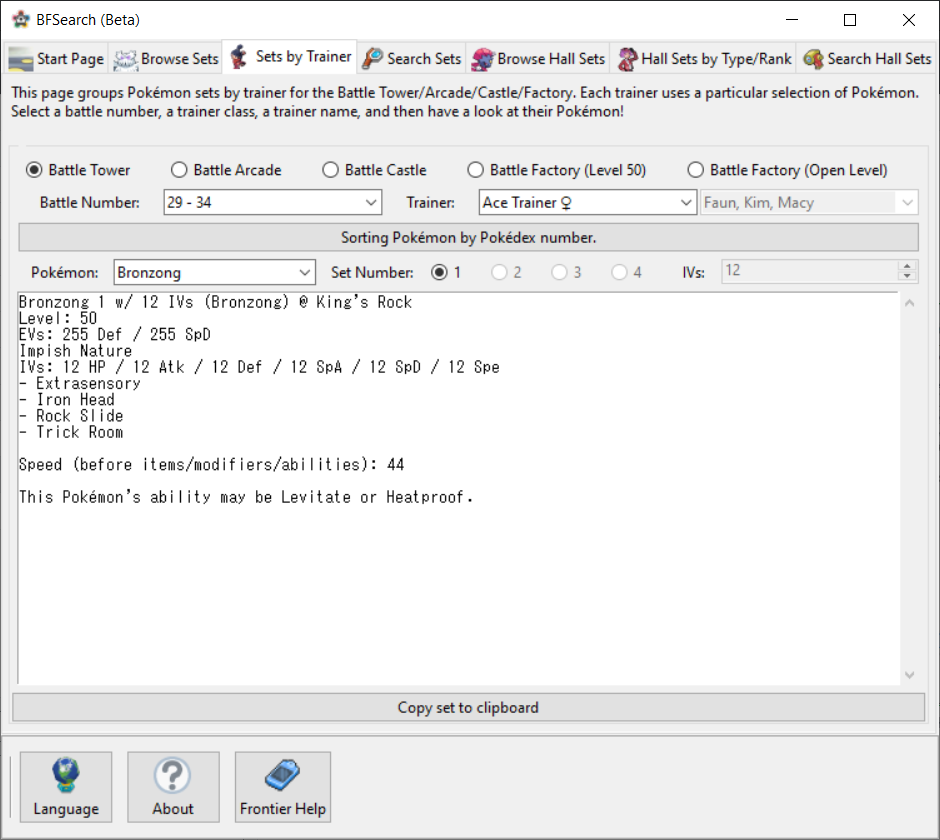 BFSearch (Beta)
Start Page Browse Sets Sets by Trainer Search Sets Browse Hall Sets Hall Sets by Type/Rank Search Hall Sets
This page groups Pokémon sets by trainer for the Battle Tower/Arcade/Castle/Factory. Each trainer uses a particular selection of Pokémon.
Select a battle number, a trainer class, a trainer name, and then have a look at their Pokémon!
Battle Tower Battle Arcade Battle Castle Battle Factory (Level 50) Battle Factory (Open Level)
Battle Number: 29 - 34 Trainer: Ace Trainer ♀ Faun, Kim, Macy
Sorting Pokémon by Pokédex number.
Pokémon: Bronzong Set Number: 1 2 3 4 IVs: 12
Bronzong 1 w/ 12 IVs (Bronzong) @ King's Rock
Level: 50
EVs: 255 Def / 255 SpD
Impish Nature
IVs: 12 HP / 12 Atk / 12 Def / 12 SpA / 12 SpD / 12 Spe
- Extrasensory
- Iron Head
- Rock Slide
- Trick Room
Speed (before items/modifiers/abilities): 44
This Pokémon's ability may be Levitate or Heatproof.
Copy set to clipboard
Language About Frontier Help